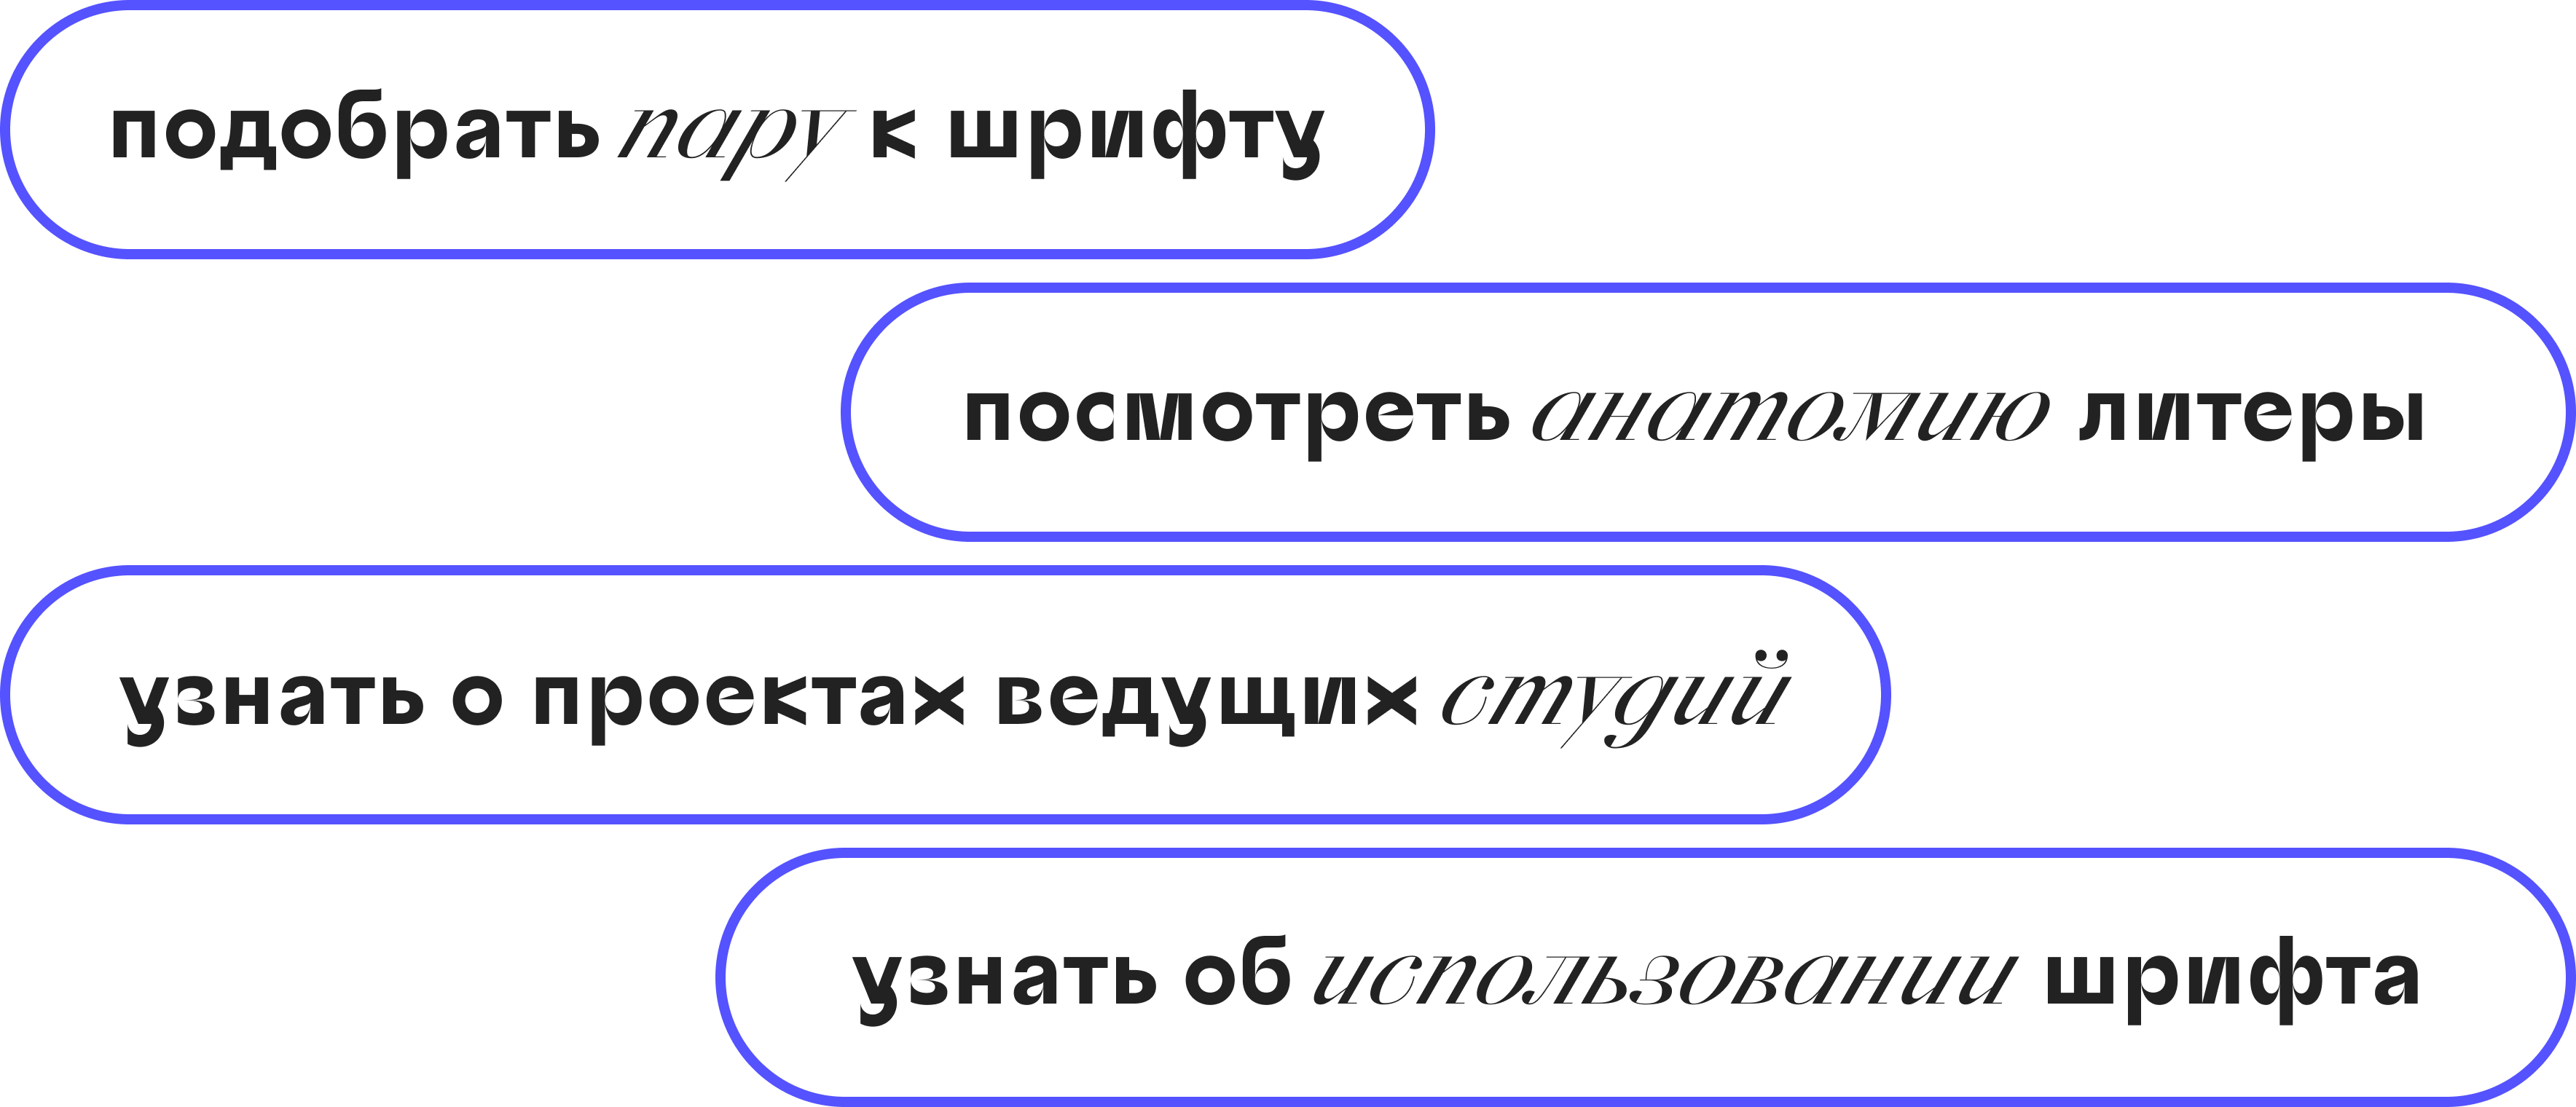 подобрать пару к шрифту
посмотреть анатомию литеры
узнать о проектах ведущих студий
узнать об использовании шрифта